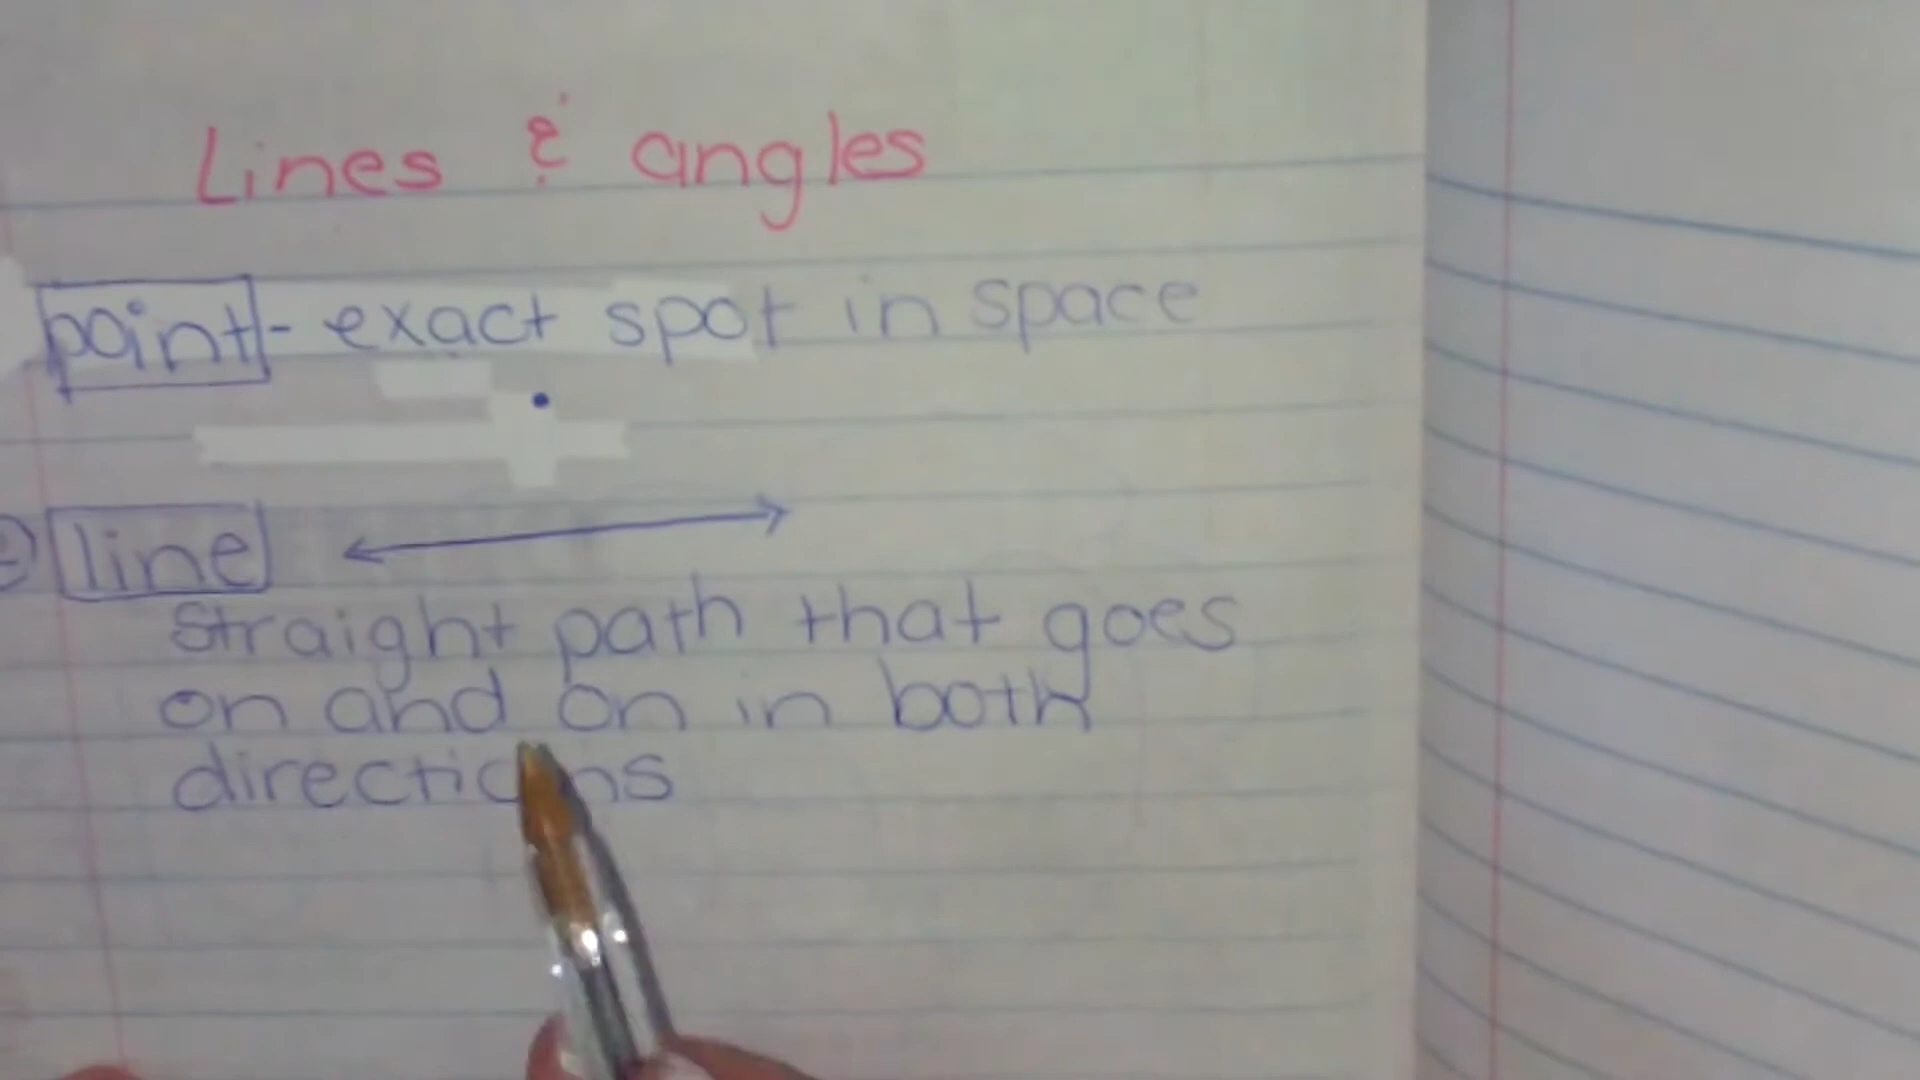 Lines & angles
point - exact spot in space
line
Straight path that goes
on and on in both
directions